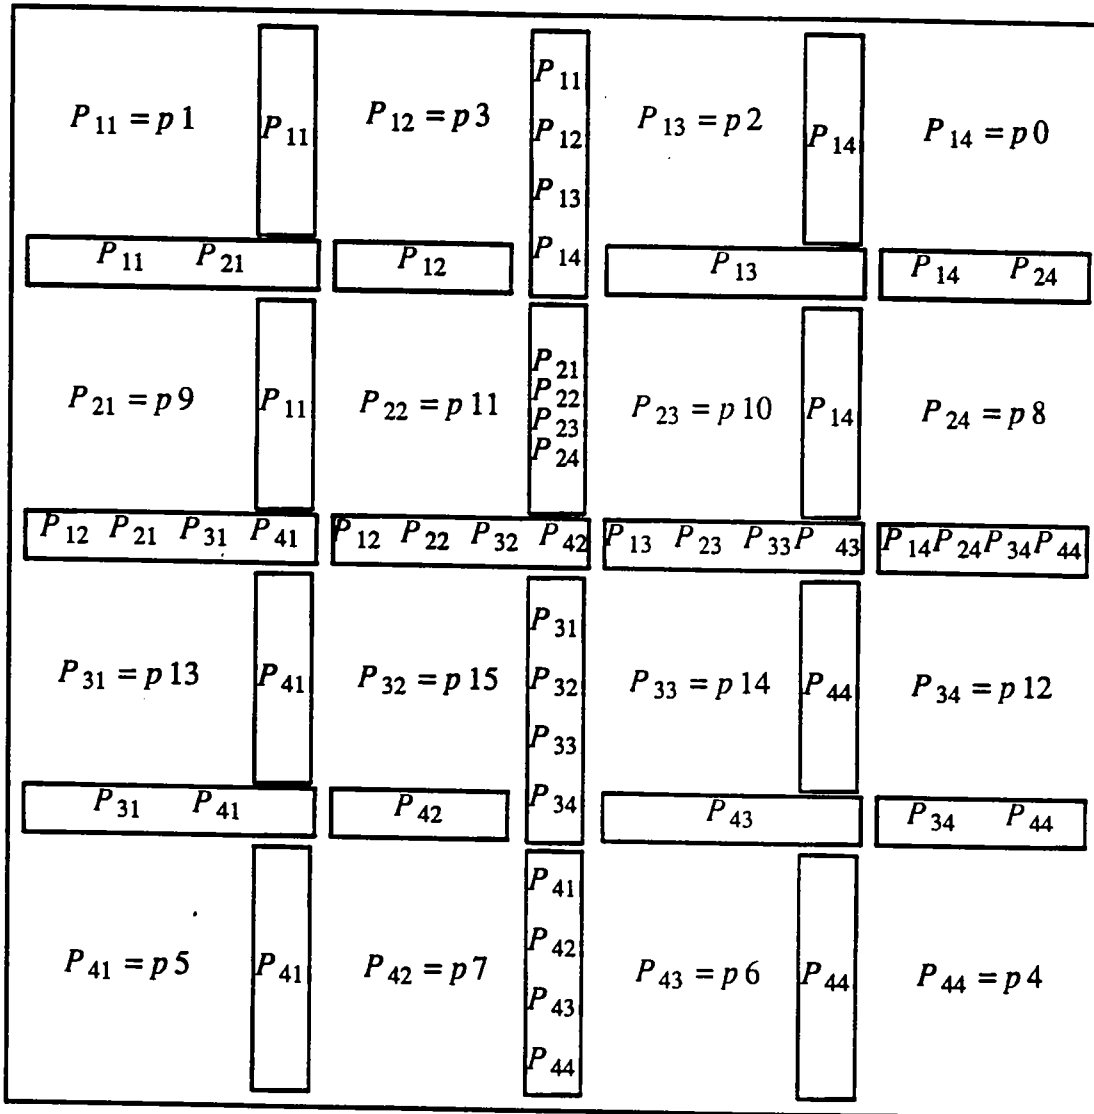 P11 = p1 P11 P12 = p3 P11 P12 P13 P14 P13 = p2 P14 P14 = p0
P11 P21 P12 P13 P14 P24
P21 = p9 P11 P22 = p11 P21 P22 P23 P24 P23 = p10 P14 P24 = p8
P12 P21 P31 P41 P12 P22 P32 P42 P13 P23 P33 P43 P14 P24 P34 P44
P31 = p13 P41 P32 = p15 P31 P32 P33 P34 P33 = p14 P44 P34 = p12
P31 P41 P42 P43 P34 P44
P41 = p5 P41 P42 = p7 P41 P42 P43 P44 P43 = p6 P44 P44 = p4